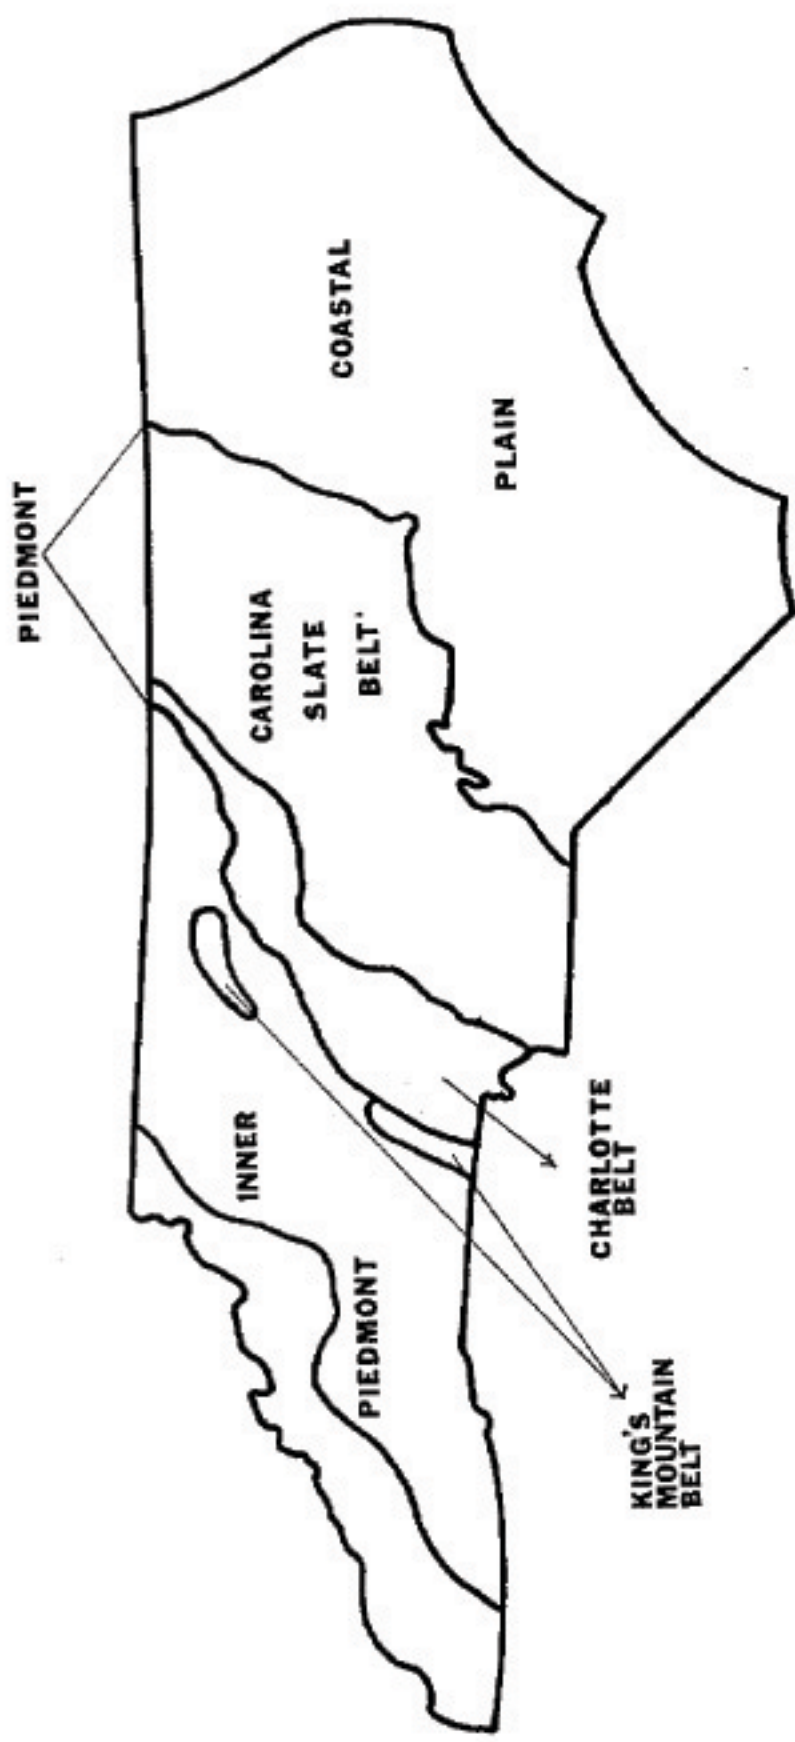 PIEDMONT
COASTAL
PLAIN
CAROLINA
SLATE
BELT'
INNER
PIEDMONT
CHARLOTTE
BELT
KING'S
MOUNTAIN
BELT